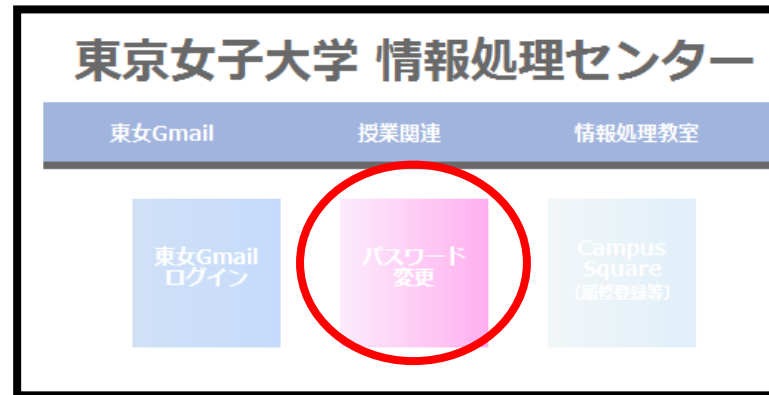 東京女子大学 情報処理センター
東女Gmail 授業関連 情報処理教室
東女Gmail
ログイン
パスワード
変更
Campus
Square
(履修登録等)